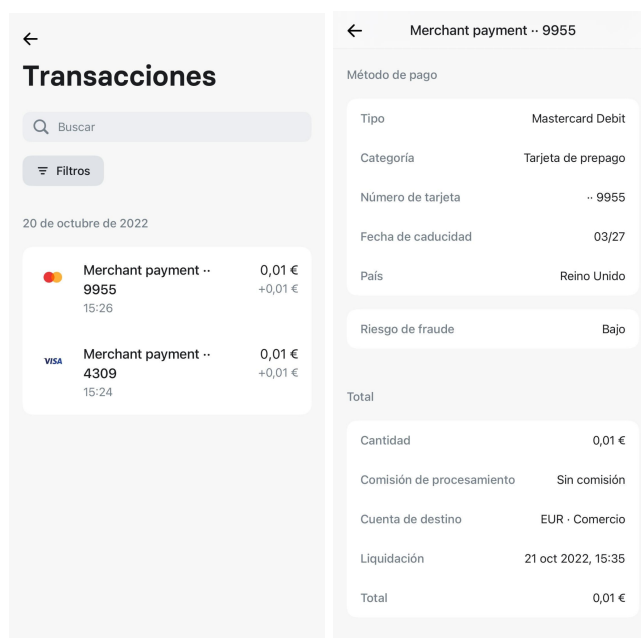 Transacciones
Buscar
Filtros
20 de octubre de 2022
Merchant payment ·· 0,01 €
9955 +0,01 €
15:26
VISA Merchant payment ·· 0,01 €
4309 +0,01 €
15:24
Merchant payment ·· 9955
Método de pago
Tipo Mastercard Debit
Categoría Tarjeta de prepago
Número de tarjeta ·· 9955
Fecha de caducidad 03/27
País Reino Unido
Riesgo de fraude Bajo
Total
Cantidad 0,01 €
Comisión de procesamiento Sin comisión
Cuenta de destino EUR · Comercio
Liquidación 21 oct 2022, 15:35
Total 0,01 €